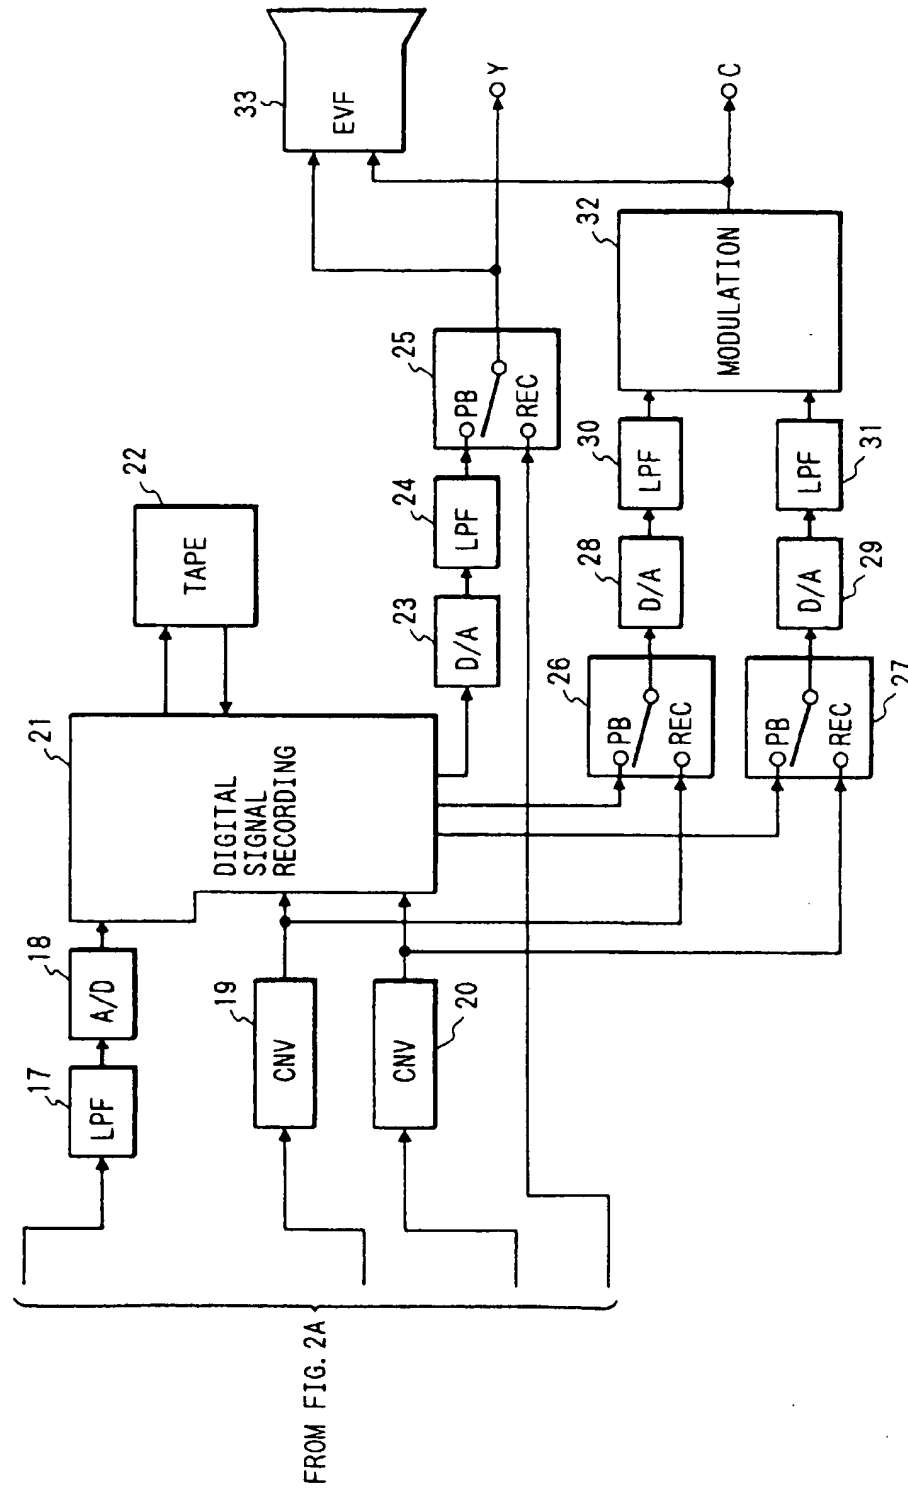 FROM FIG. 2A
17
LPF
18
A/D
19
CNV
20
CNV
21
DIGITAL
SIGNAL
RECORDING
22
TAPE
23
D/A
24
LPF
25
PB
REC
26
PB
REC
27
PB
REC
28
D/A
29
D/A
30
LPF
31
LPF
32
MODULATION
33
EVF
Y
C